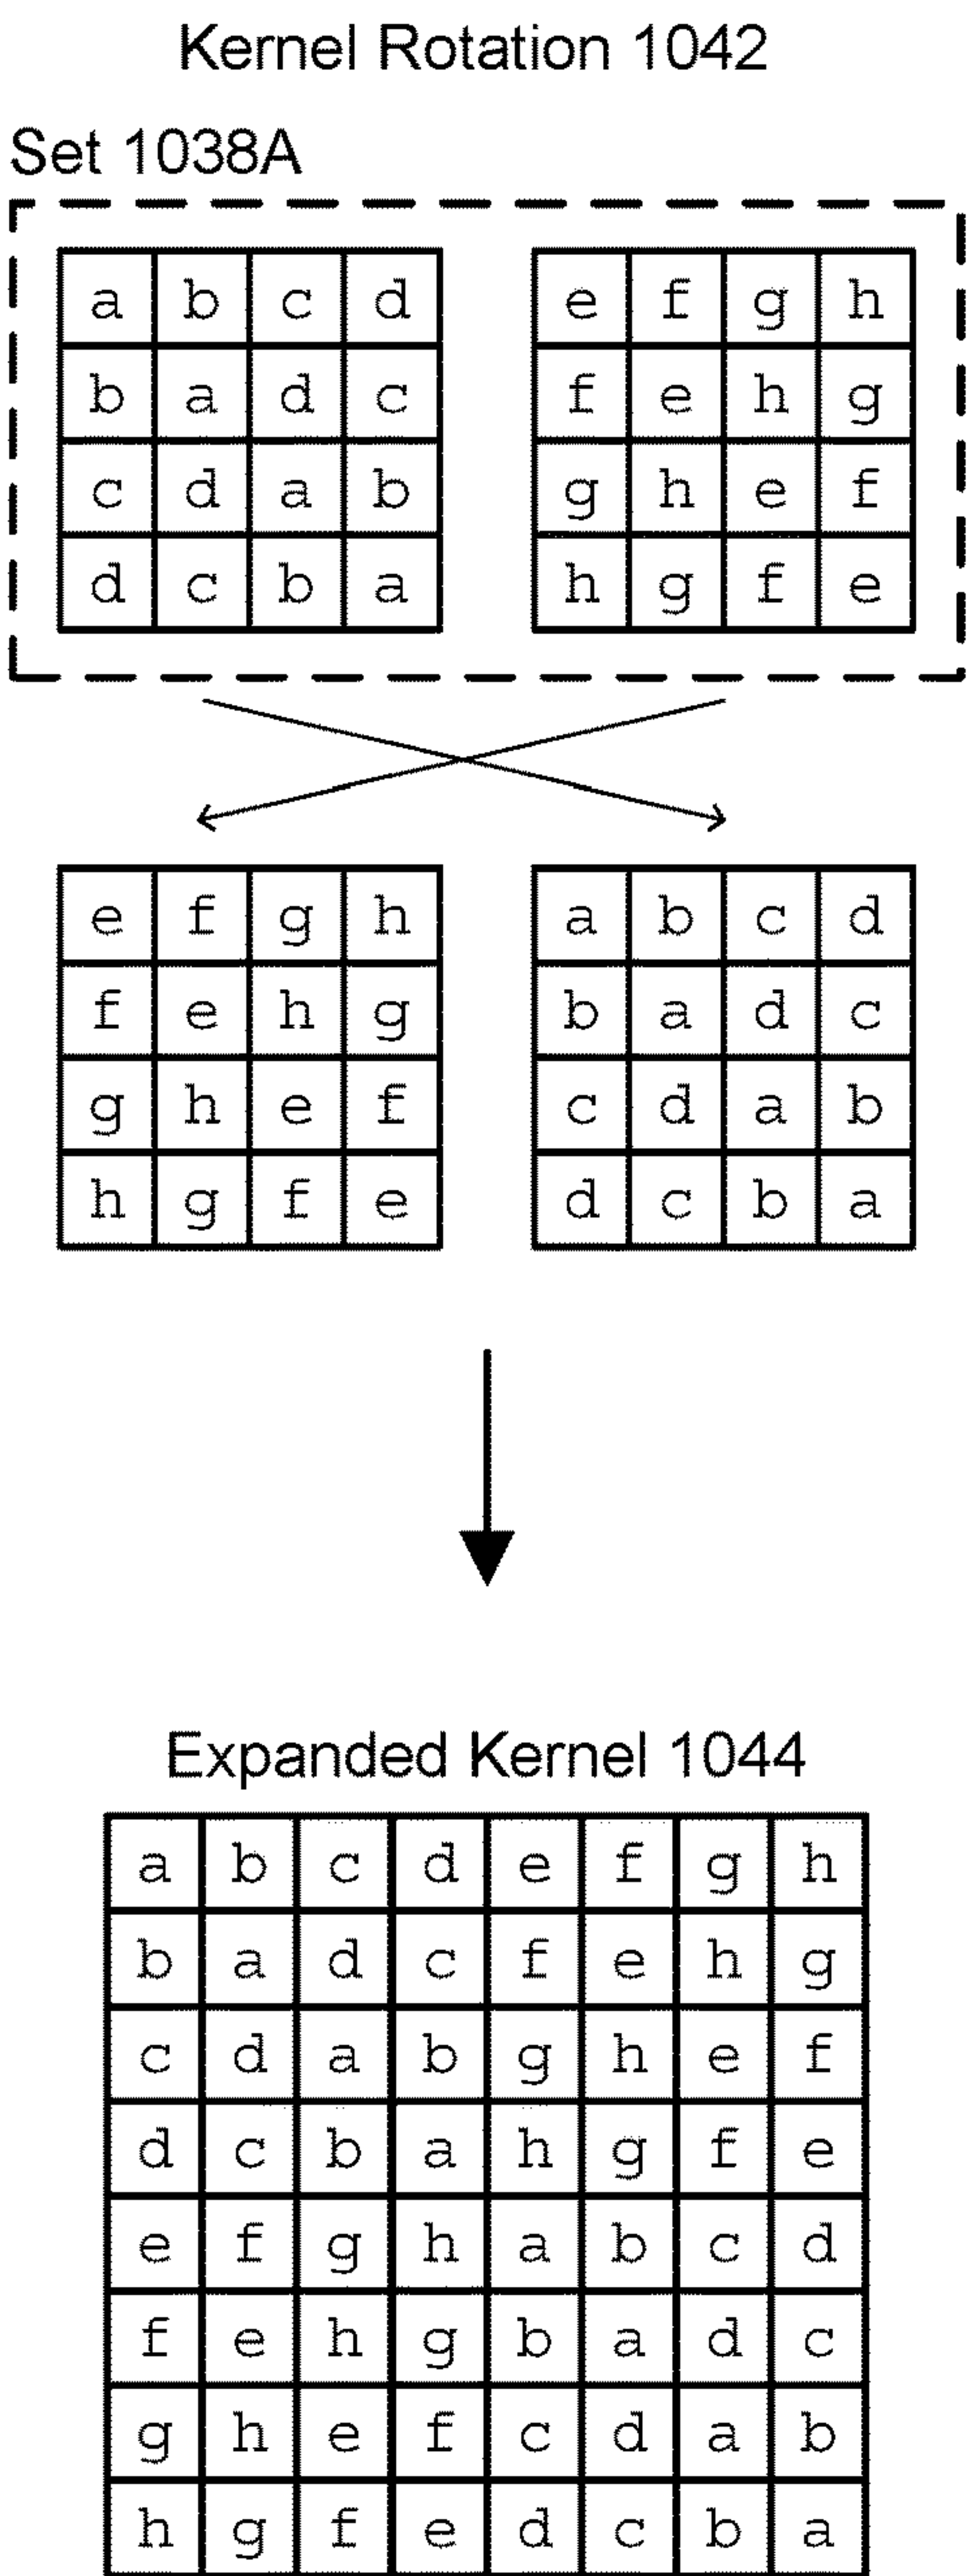 Kernel Rotation 1042
Set 1038A
a b c d e f g h
b a d c f e h g
c d a b g h e f
d c b a h g f e
e f g h a b c d
f e h g b a d c
g h e f c d a b
h g f e d c b a
Expanded Kernel 1044
a b c d e f g h
b a d c f e h g
c d a b g h e f
d c b a h g f e
e f g h a b c d
f e h g b a d c
g h e f c d a b
h g f e d c b a